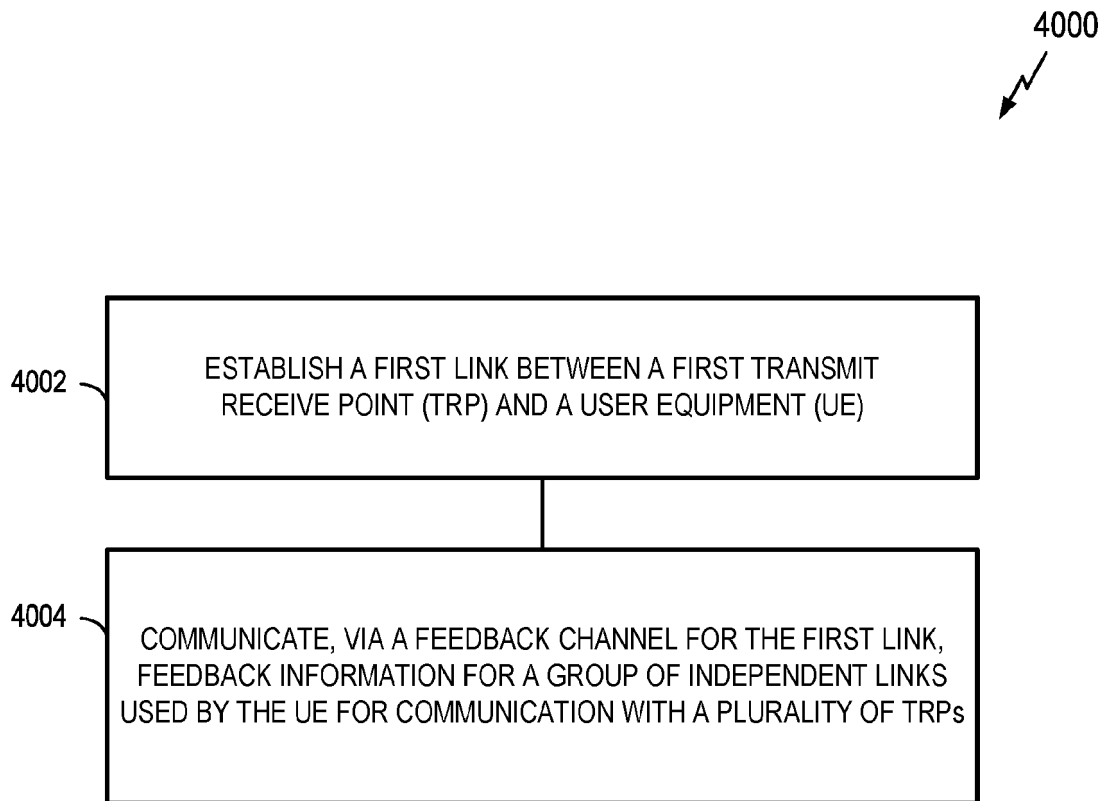 4000
4002
ESTABLISH A FIRST LINK BETWEEN A FIRST TRANSMIT
RECEIVE POINT (TRP) AND A USER EQUIPMENT (UE)
4004
COMMUNICATE, VIA A FEEDBACK CHANNEL FOR THE FIRST LINK,
FEEDBACK INFORMATION FOR A GROUP OF INDEPENDENT LINKS
USED BY THE UE FOR COMMUNICATION WITH A PLURALITY OF TRPs